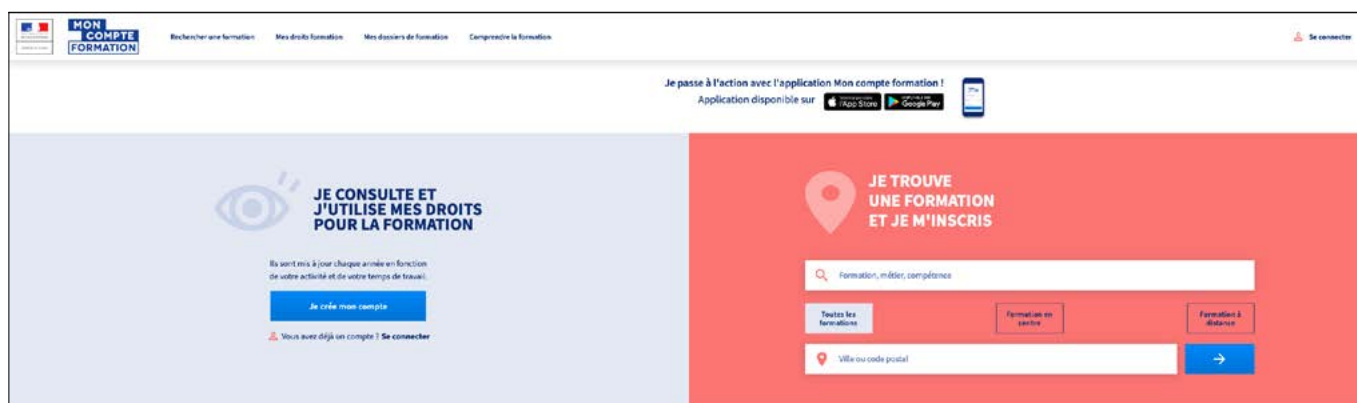 MON
COMPTE
FORMATION
Rechercher une formation
Mes droits formation
Mes dossiers de formation
Comprendre la formation
Se connecter
Je passe à l'action avec l'application Mon compte formation !
Application disponible sur
l'App Store
Google Play
JE CONSULTE ET
J'UTILISE MES DROITS
POUR LA FORMATION
Ils sont mis à jour chaque année en fonction
de votre activité et de votre temps de travail.
Je crée mon compte
Vous avez déjà un compte ? Se connecter
JE TROUVE
UNE FORMATION
ET JE M'INSCRIS
Formation, métier, compétence
Toutes les
formations
Formation en
centre
Formation à
distance
Ville ou code postal